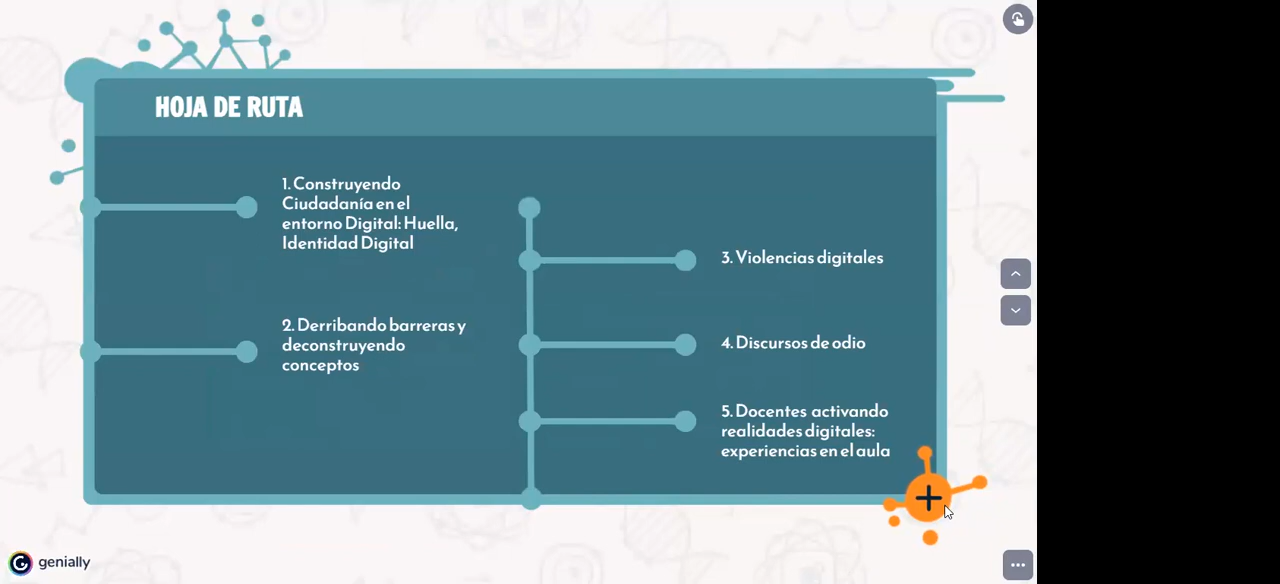 HOJA DE RUTA
1. Construyendo
Ciudadanía en el
entorno Digital: Huella,
Identidad Digital
2. Derribando barreras y
deconstruyendo
conceptos
3. Violencias digitales
4. Discursos de odio
5. Docentes activando
realidades digitales:
experiencias en el aula
genially